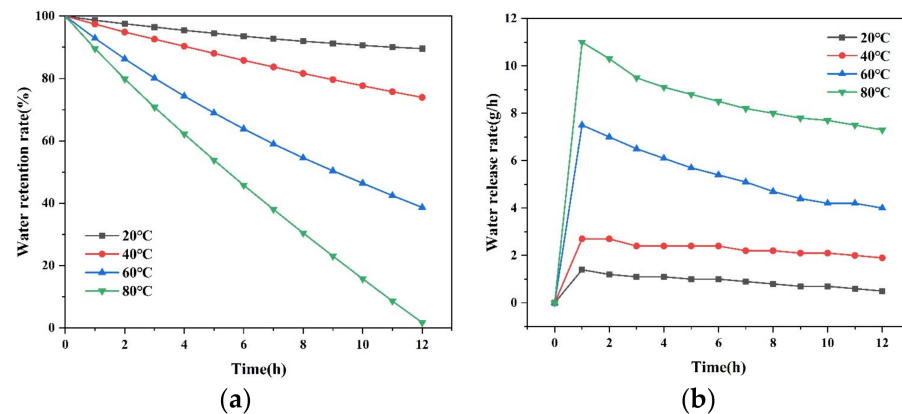 100
80
60
40
20
0
Water retention rate(%)
20℃
40℃
60℃
80℃
0 2 4 6 8 10 12
Time(h)
(a)
12
10
8
6
4
2
0
Water release rate(g/h)
20℃
40℃
60℃
80℃
0 2 4 6 8 10 12
Time(h)
(b)